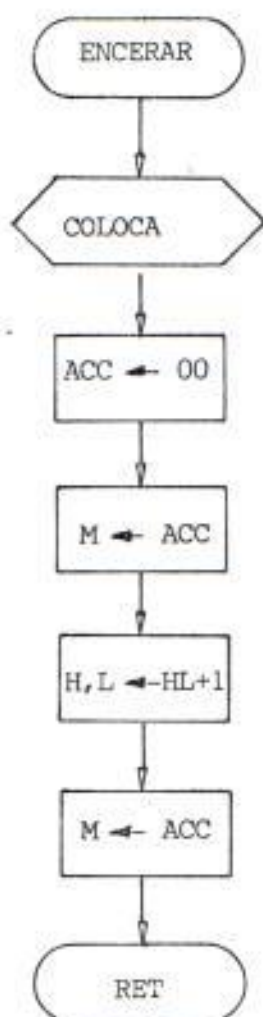 ENCERAR
COLOCA
ACC ← 00
M ← ACC
H,L ←HL+1
M ← ACC
RET